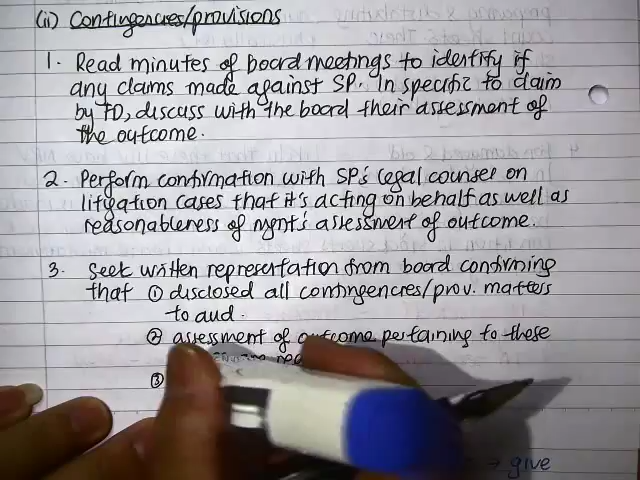 (ii) Contingencies/provisions
1. Read minutes of board meetings to identify if
any claims made against SP. In specific to claim
by TD, discuss with the board their assessment of
the outcome.
2. Perform confirmation with SP's legal counsel on
litigation cases that it's acting on behalf as well as
reasonableness of mgmt's assessment of outcome.
3. Seek written representation from board confirming
that ① disclosed all contingencies/prov. matters
to aud.
② assessment of outcome pertaining to these
③
→ give